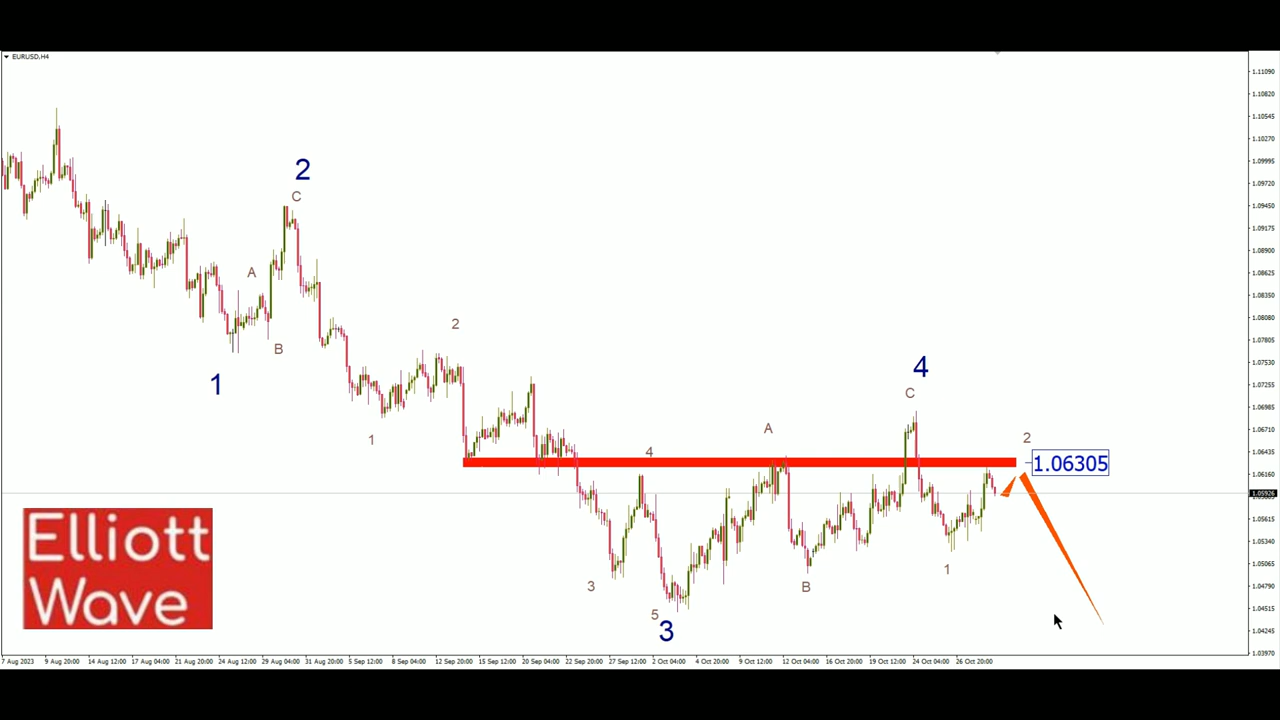 EURUSD,H4
1.11090
1.10820
1.10545
1.10270
1.09995
1.09720
1.09450
1.09175
1.08900
1.08625
1.08350
1.08080
1.07805
1.07530
1.07255
1.06985
1.06710
1.06435
1.06160
1.05926
1.05615
1.05340
1.05065
1.04790
1.04515
1.04245
1.03970
2
C
A
B
1
2
1
4
3
5
3
A
B
4
C
1
2
1.06305
Elliott
Wave
7 Aug 2023
9 Aug 20:00
14 Aug 12:00
17 Aug 04:00
21 Aug 20:00
24 Aug 12:00
29 Aug 04:00
31 Aug 20:00
5 Sep 12:00
8 Sep 04:00
12 Sep 20:00
15 Sep 12:00
20 Sep 04:00
22 Sep 20:00
27 Sep 12:00
2 Oct 04:00
4 Oct 20:00
9 Oct 12:00
12 Oct 04:00
16 Oct 20:00
19 Oct 12:00
24 Oct 04:00
26 Oct 20:00